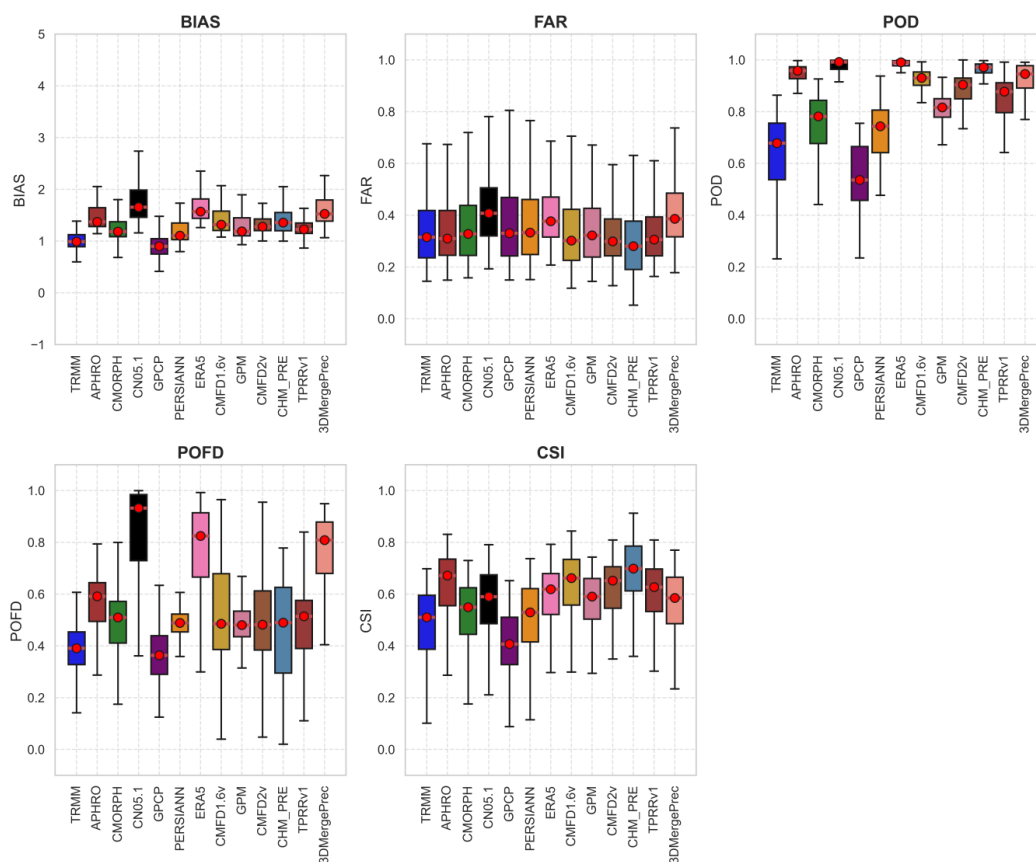 BIAS
FAR
POD
5
4
3
2
1
0
−1
BIAS
1.0
0.8
0.6
0.4
0.2
0.0
FAR
1.0
0.8
0.6
0.4
0.2
0.0
POD
TRMM
APHRO
CMORPH
CN05.1
GPCP
PERSIANN
ERA5
CMFD1.6v
GPM
CMFD2v
CHM_PRE
TPRRv1
3DMergePrec
TRMM
APHRO
CMORPH
CN05.1
GPCP
PERSIANN
ERA5
CMFD1.6v
GPM
CMFD2v
CHM_PRE
TPRRv1
3DMergePrec
TRMM
APHRO
CMORPH
CN05.1
GPCP
PERSIANN
ERA5
CMFD1.6v
GPM
CMFD2v
CHM_PRE
TPRRv1
3DMergePrec
POFD
CSI
1.0
0.8
0.6
0.4
0.2
0.0
POFD
1.0
0.8
0.6
0.4
0.2
0.0
CSI
TRMM
APHRO
CMORPH
CN05.1
GPCP
PERSIANN
ERA5
CMFD1.6v
GPM
CMFD2v
CHM_PRE
TPRRv1
3DMergePrec
TRMM
APHRO
CMORPH
CN05.1
GPCP
PERSIANN
ERA5
CMFD1.6v
GPM
CMFD2v
CHM_PRE
TPRRv1
3DMergePrec